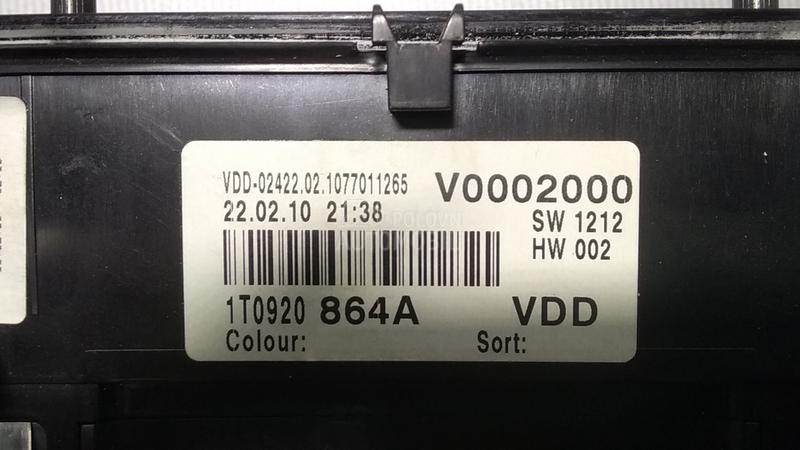 VDD-02422.02.1077011265 V0002000
22.02.10 21:38 SW 1212
HW 002
1T0920 864A VDD
Colour: Sort: